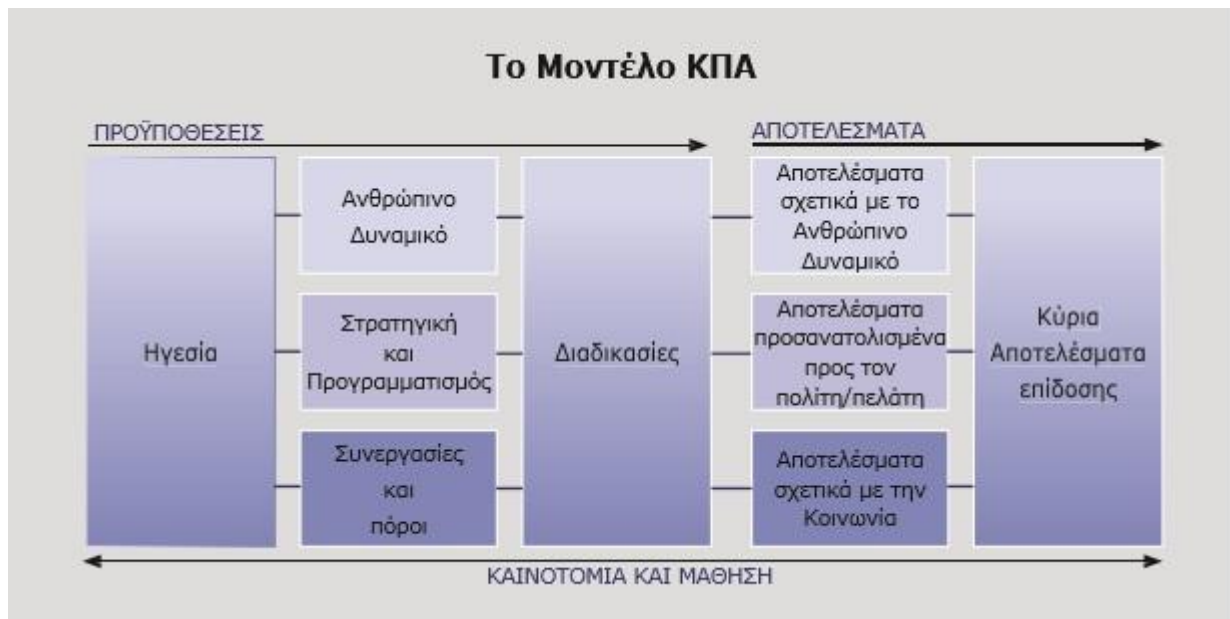 Το Μοντέλο ΚΠΑ
ΠΡΟΫΠΟΘΕΣΕΙΣ
ΑΠΟΤΕΛΕΣΜΑΤΑ
Ηγεσία
Ανθρώπινο
Δυναμικό
Στρατηγική
και
Προγραμματισμός
Συνεργασίες
και
πόροι
Διαδικασίες
Αποτελέσματα
σχετικά με το
Ανθρώπινο
Δυναμικό
Αποτελέσματα
προσανατολισμένα
προς τον
πολίτη/πελάτη
Αποτελέσματα
σχετικά με την
Κοινωνία
Κύρια
Αποτελέσματα
επίδοσης
ΚΑΙΝΟΤΟΜΙΑ ΚΑΙ ΜΑΘΗΣΗ